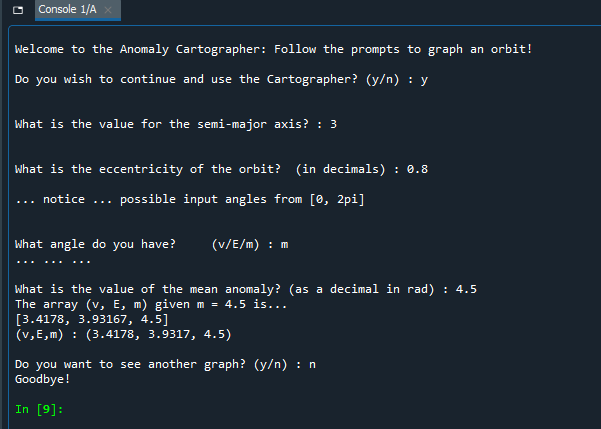 Console 1/A
Welcome to the Anomaly Cartographer: Follow the prompts to graph an orbit!
Do you wish to continue and use the Cartographer? (y/n) : y
What is the value for the semi-major axis? : 3
What is the eccentricity of the orbit?  (in decimals) : 0.8
... notice ... possible input angles from [0, 2pi]
What angle do you have?     (v/E/m) : m
... ... ...
What is the value of the mean anomaly? (as a decimal in rad) : 4.5
The array (v, E, m) given m = 4.5 is...
[3.4178, 3.93167, 4.5]
(v,E,m) : (3.4178, 3.9317, 4.5)
Do you want to see another graph? (y/n) : n
Goodbye!
In [9]: